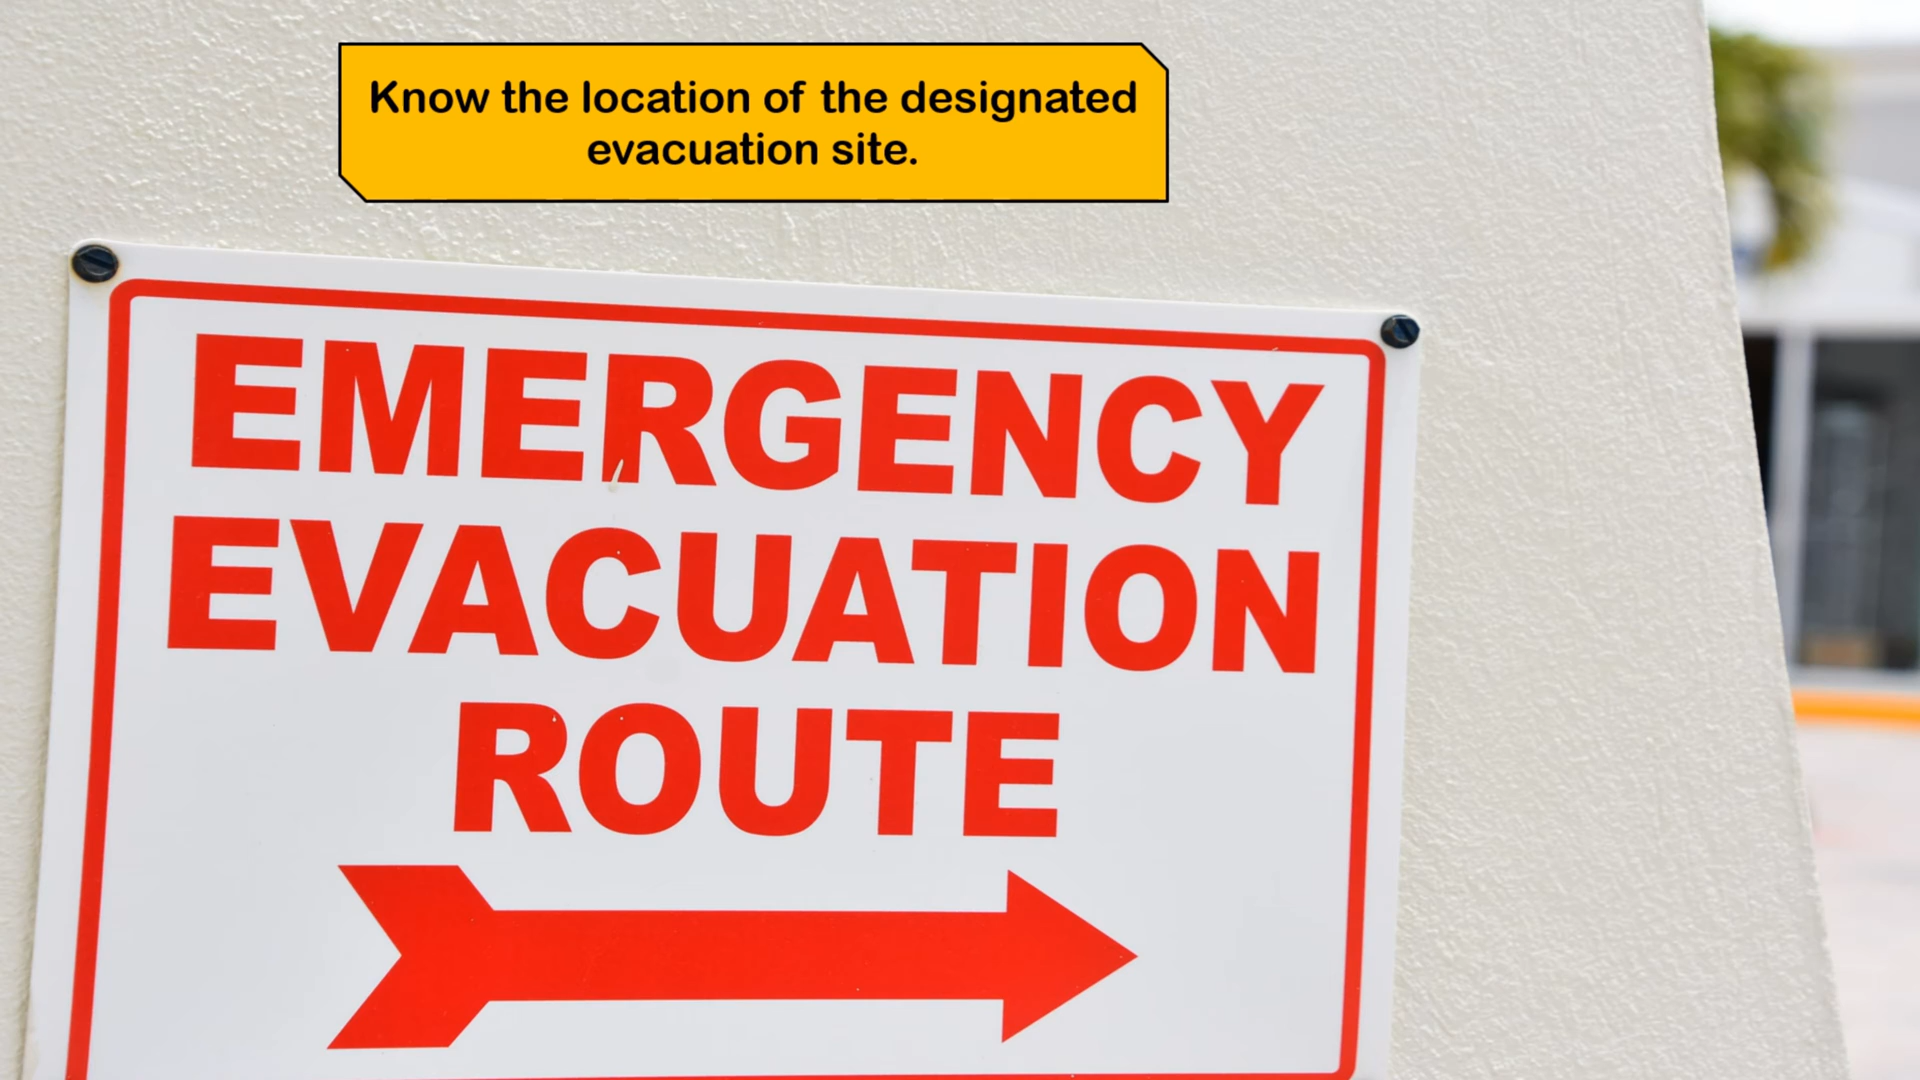 Know the location of the designated
evacuation site.
EMERGENCY
EVACUATION
ROUTE